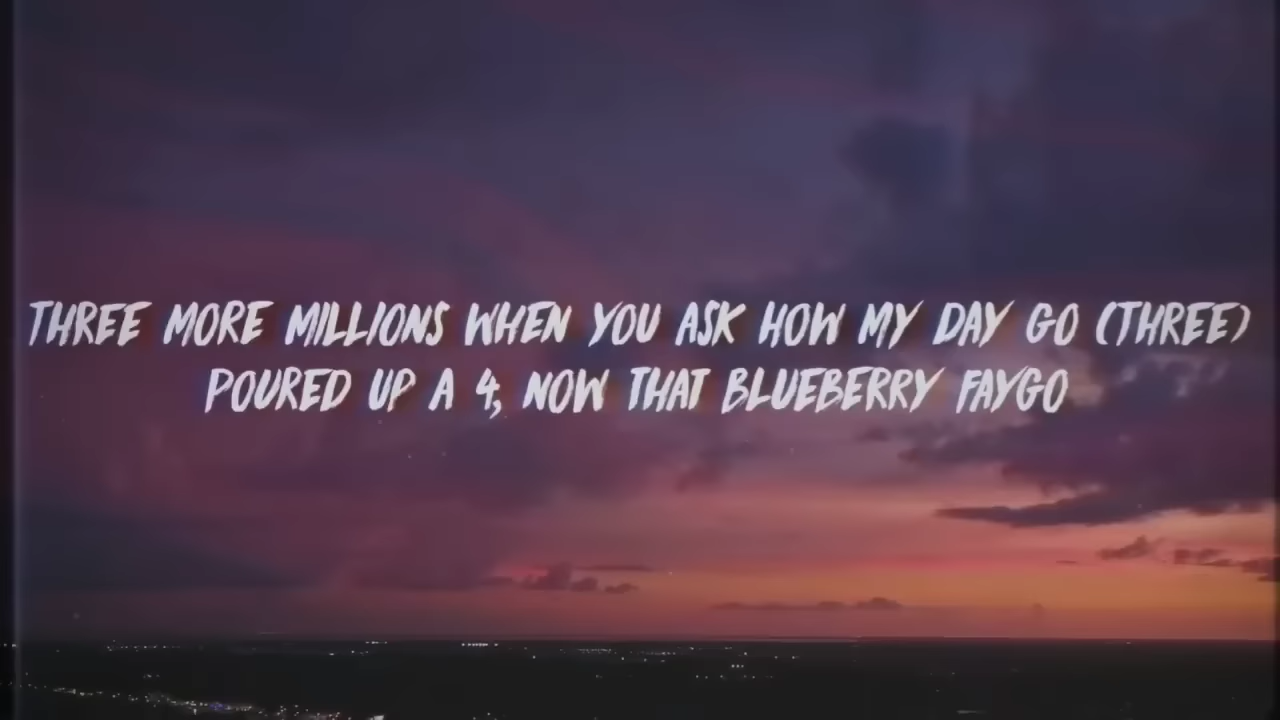 THREE MORE MILLIONS WHEN YOU ASK HOW MY DAY GO (THREE)
POURED UP A 4, NOW THAT BLUEBERRY FAYGO